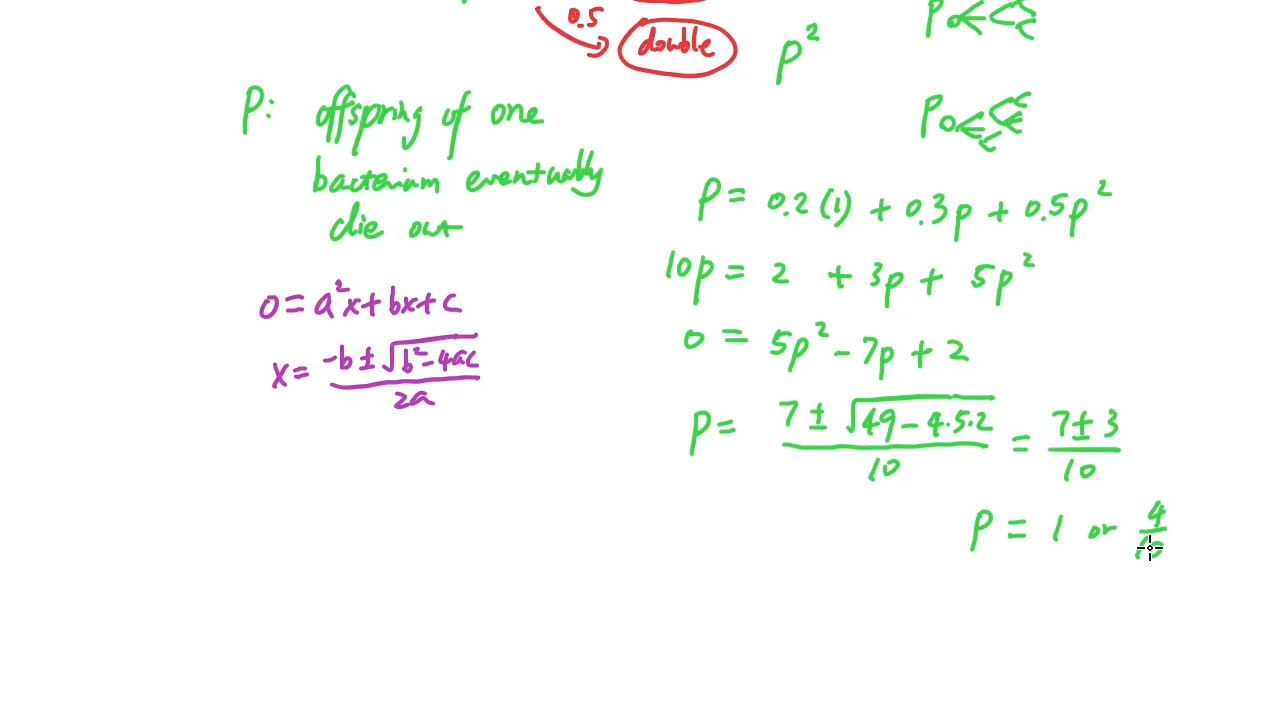 0.5
double
p²
p
p: offspring of one
bacterium eventually
die out
p
p = 0.2 (1) + 0.3p + 0.5p²
10p = 2 + 3p + 5p²
0 = a²x + bx + c
0 = 5p² - 7p + 2
x = (-b ± √(b² - 4ac)) / 2a
p = (7 ± √(49 - 4·5·2)) / 10 = (7 ± 3) / 10
p = 1 or 4/10